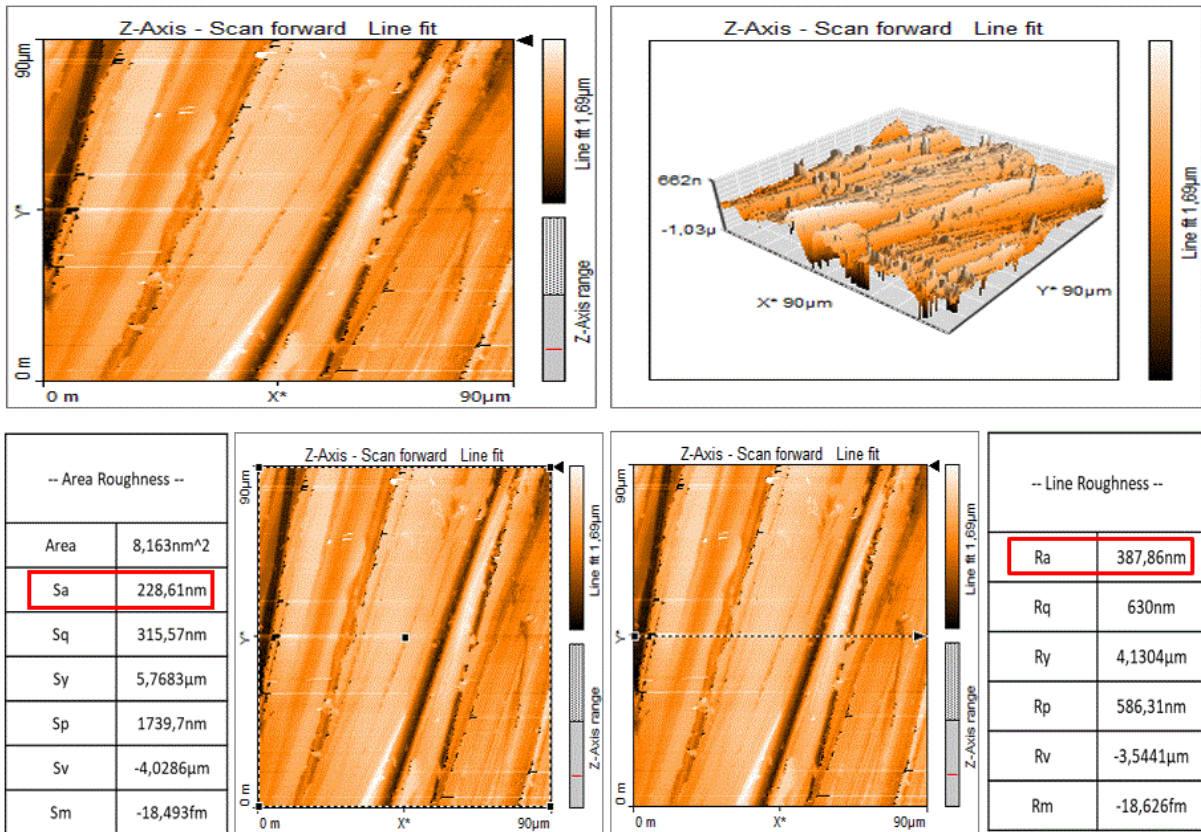 Z-Axis - Scan forward Line fit
90µm
Y*
0 m
0 m
X*
90µm
Line fit 1,69µm
Z-Axis range
Z-Axis - Scan forward Line fit
662n
-1.03µ
X* 90µm
Y* 90µm
Line fit 1,69µm
-- Area Roughness --
Area 8,163nm^2
Sa 228,61nm
Sq 315,57nm
Sy 5,7683µm
Sp 1739,7nm
Sv -4,0286µm
Sm -18,493fm
Z-Axis - Scan forward Line fit
90µm
Y*
0 m
0 m
X*
90µm
Line fit 1,69µm
Z-Axis range
Z-Axis - Scan forward Line fit
90µm
Y*
0 m
0 m
X*
90µm
Line fit 1,69µm
Z-Axis range
-- Line Roughness --
Ra 387,86nm
Rq 630nm
Ry 4,1304µm
Rp 586,31nm
Rv -3,5441µm
Rm -18,626fm